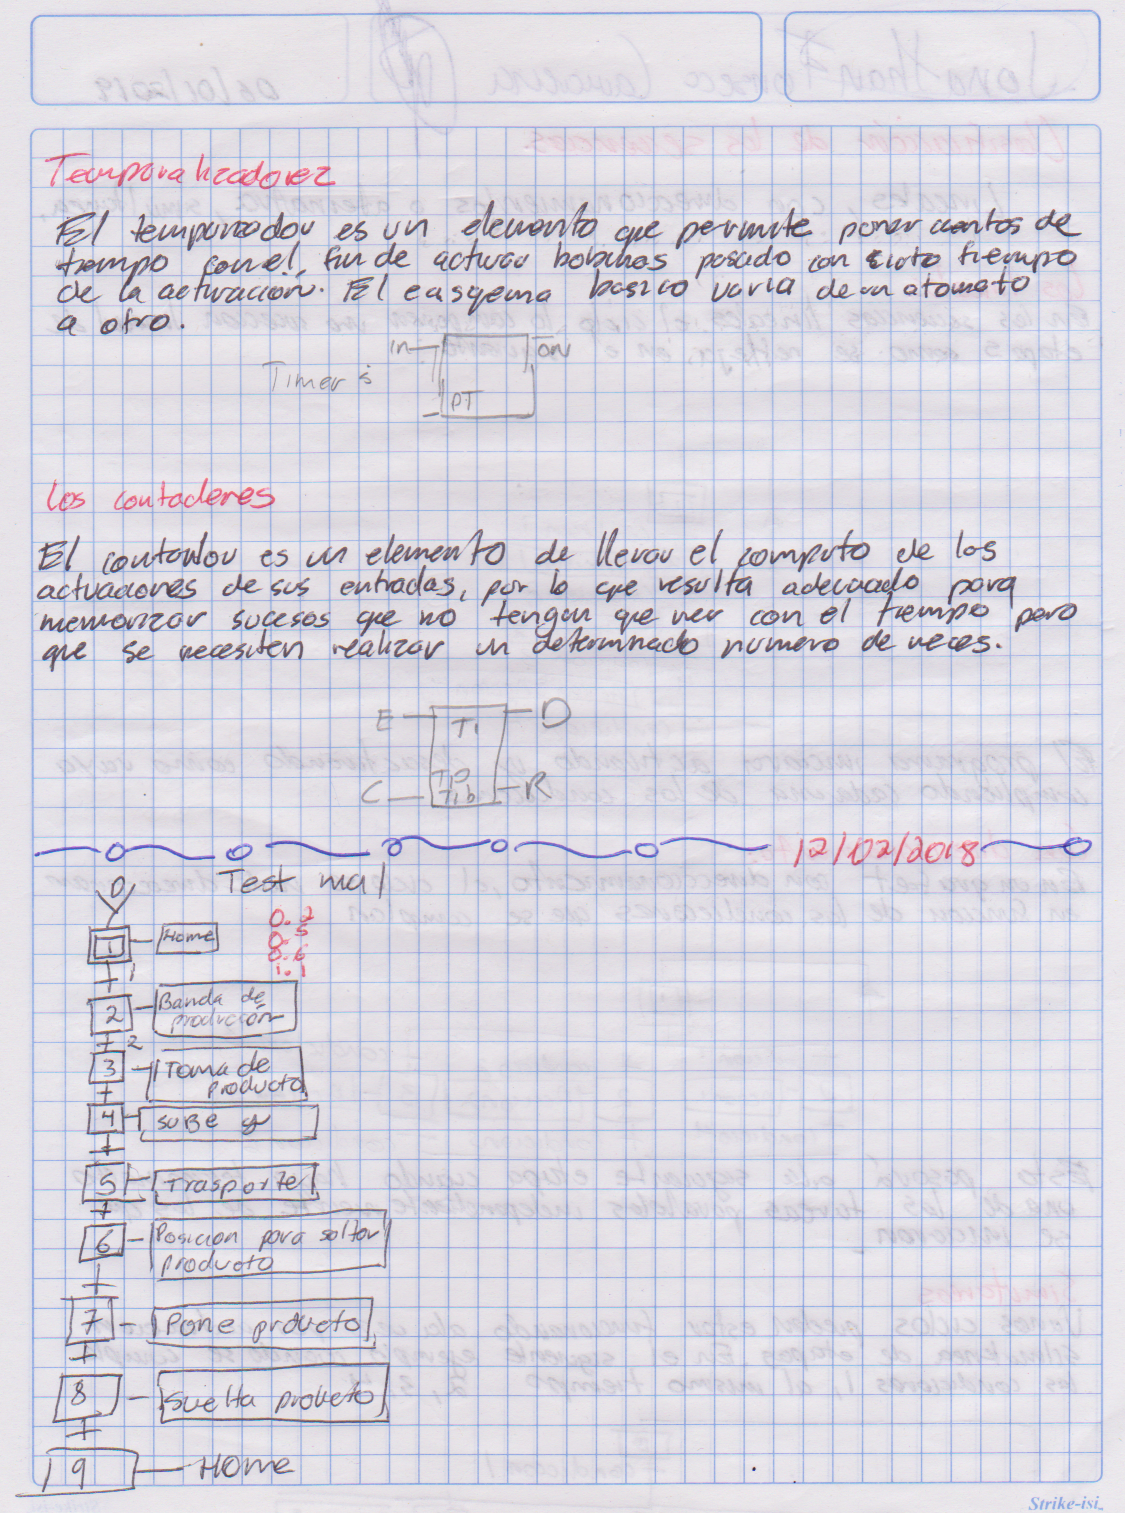 Temporalizadores
El temporizador es un elemento que permite poner cuentos de
tiempo con el fin de activar bobinas pasado con cierto tiempo
de la activación. El easqema basico varia de un atomato
a otro.
IN ON
Timer s
PT
Los contaderes
El contador es un elemento de llevar el computo de los
activadores de sus entradas, por lo que resulta adecuado para
memorizar sucesos que no tengan que ver con el tiempo pero
que se necesiten realizar un determinado numero de veces.
E T1 D
T,P
C T,b R
12/02/2018
Test mal
0.2
1 Home 0.5
0.6
1 1.1
2 Banda de
producción
2
3 Toma de
producto
4 SUBE y
5 Trasporte
6 Posicion para soltar
producto
7 Pone producto
8 Suelta producto
9 HOME
Strike-isi